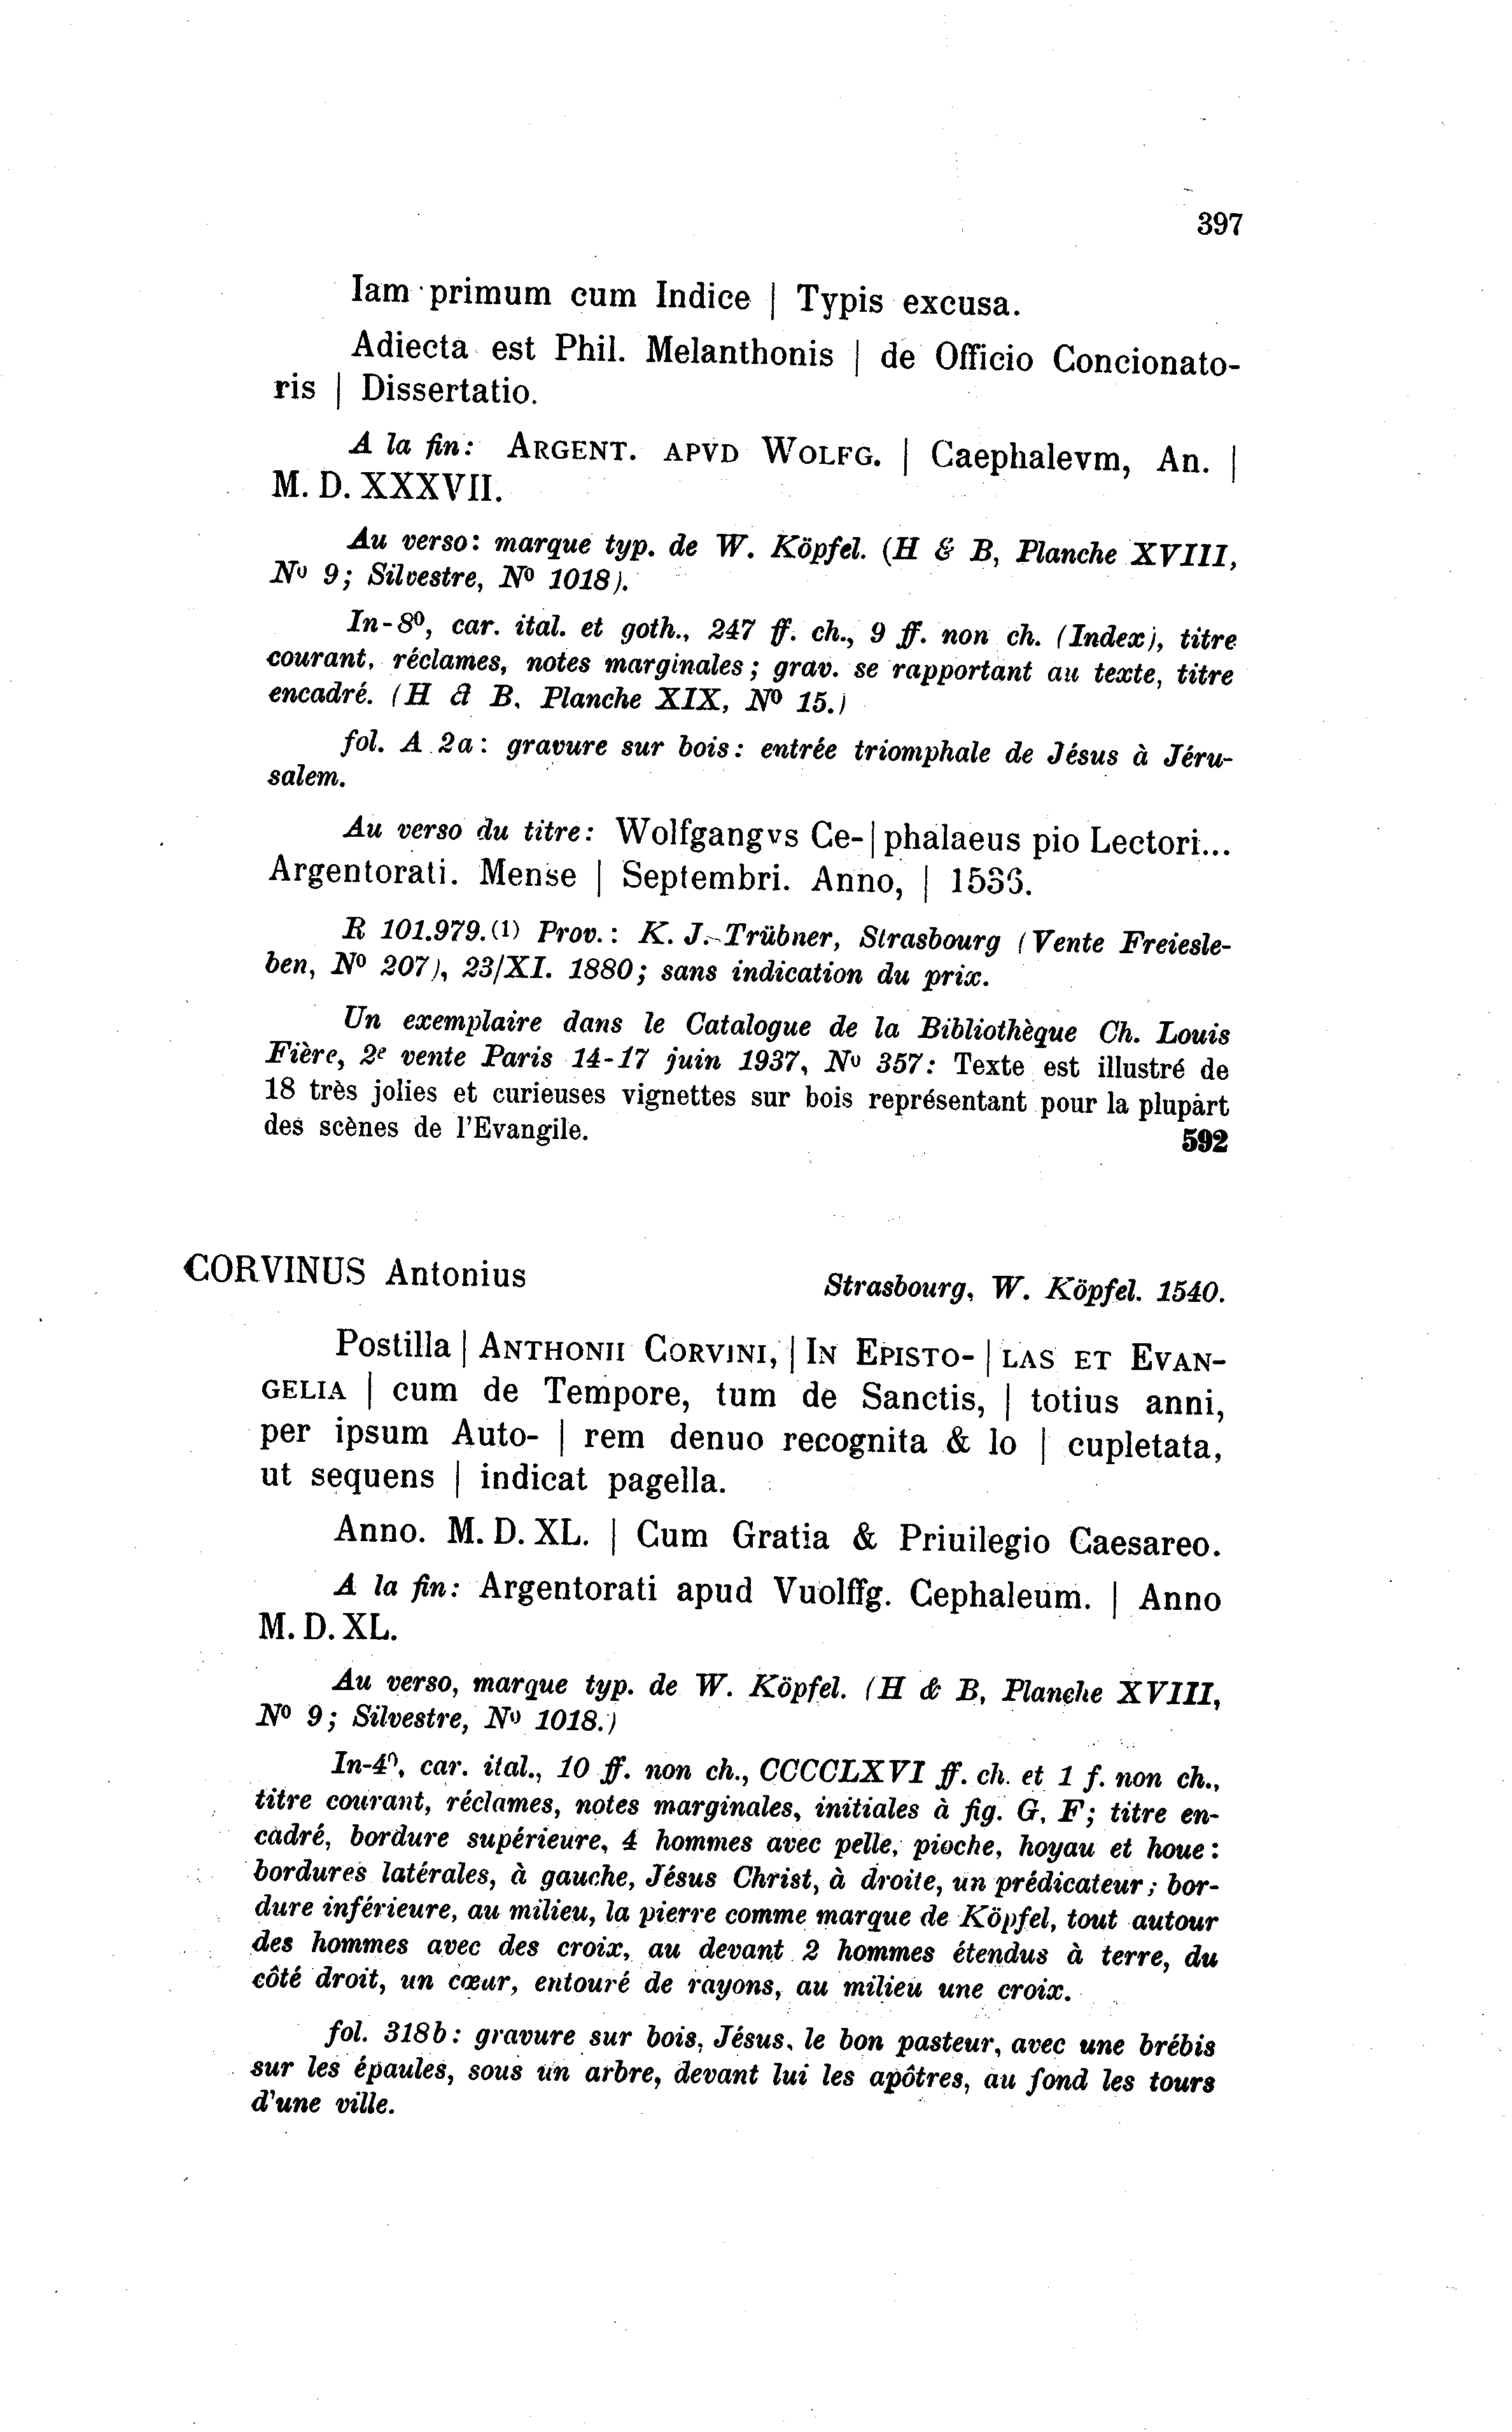 397
Iam primum cum Indice | Typis excusa.
Adiecta est Phil. Melanthonis | de Officio Concionato-
ris | Dissertatio.
A la fin: ARGENT. APVD WOLFG. | Caephalevm, An. |
M. D. XXXVII.
Au verso: marque typ. de W. Köpfel. (H & B, Planche XVIII,
Nº 9; Silvestre, Nº 1018).
In-8⁰, car. ital. et goth., 247 ff. ch., 9 ff. non ch. (Index), titre
courant, réclames, notes marginales; grav. se rapportant au texte, titre
encadré. (H & B, Planche XIX, Nº 15.)
fol. A 2a: gravure sur bois: entrée triomphale de Jésus à Jéru-
salem.
Au verso du titre: Wolfgangvs Ce-|phalaeus pio Lectori...
Argentorati. Mense | Septembri. Anno, | 1536.
R 101.979.(1) Prov.: K. J.-Trübner, Strasbourg (Vente Freiesle-
ben, Nº 207), 23/XI. 1880; sans indication du prix.
Un exemplaire dans le Catalogue de la Bibliothèque Ch. Louis
Fière, 2e vente Paris 14-17 juin 1937, Nº 357: Texte est illustré de
18 très jolies et curieuses vignettes sur bois représentant pour la plupart
des scènes de l'Evangile.
592
CORVINUS Antonius
Strasbourg, W. Köpfel. 1540.
Postilla | ANTHONII CORVINI, | IN EPISTO- | LAS ET EVAN-
GELIA | cum de Tempore, tum de Sanctis, | totius anni,
per ipsum Auto- | rem denuo recognita & lo | cupletata,
ut sequens | indicat pagella.
Anno. M. D. XL. | Cum Gratia & Priuilegio Caesareo.
A la fin: Argentorati apud Vuolffg. Cephaleum. | Anno
M. D. XL.
Au verso, marque typ. de W. Köpfel. (H & B, Planche XVIII,
Nº 9; Silvestre, Nº 1018.)
In-4⁰, car. ital., 10 ff. non ch., CCCCLXVI ff. ch. et 1 f. non ch.,
titre courant, réclames, notes marginales, initiales à fig. G, F; titre en-
cadré, bordure supérieure, 4 hommes avec pelle, pioche, hoyau et houe:
bordures latérales, à gauche, Jésus Christ, à droite, un prédicateur; bor-
dure inférieure, au milieu, la pierre comme marque de Köpfel, tout autour
des hommes avec des croix, au devant 2 hommes étendus à terre, du
côté droit, un cœur, entouré de rayons, au milieu une croix.
fol. 318b: gravure sur bois, Jésus, le bon pasteur, avec une brébis
sur les épaules, sous un arbre, devant lui les apôtres, au fond les tours
d'une ville.